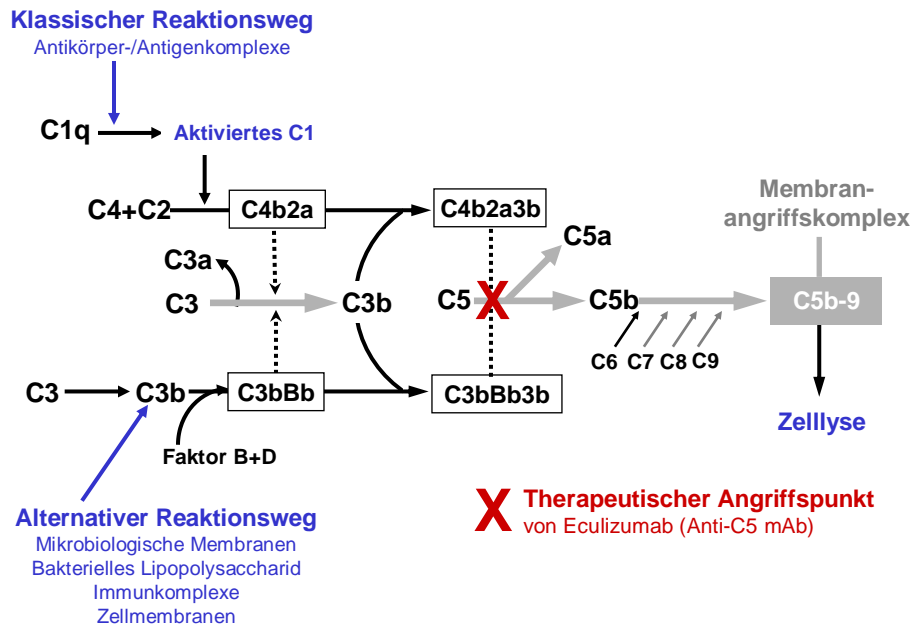 Klassischer Reaktionsweg
Antikörper-/Antigenkomplexe
C1q
Aktiviertes C1
C4+C2
C4b2a
C4b2a3b
Membran-
angriffskomplex
C3a
C5a
C3
C3b
C5
C5b
C5b-9
C6
C7
C8
C9
C3
C3b
C3bBb
C3bBb3b
Zelllyse
Faktor B+D
Alternativer Reaktionsweg
Mikrobiologische Membranen
Bakterielles Lipopolysaccharid
Immunkomplexe
Zellmembranen
X Therapeutischer Angriffspunkt
von Eculizumab (Anti-C5 mAb)